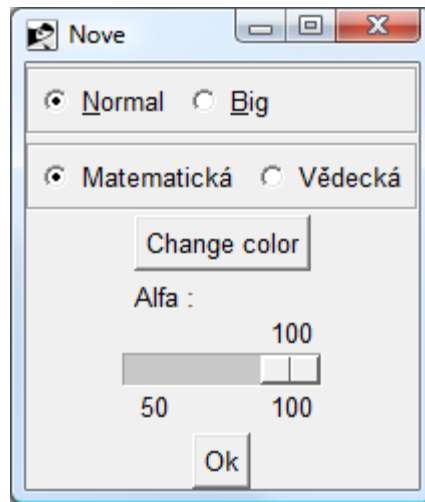 Nove
Normal Big
Matematická Vědecká
Change color
Alfa :
100
50 100
Ok